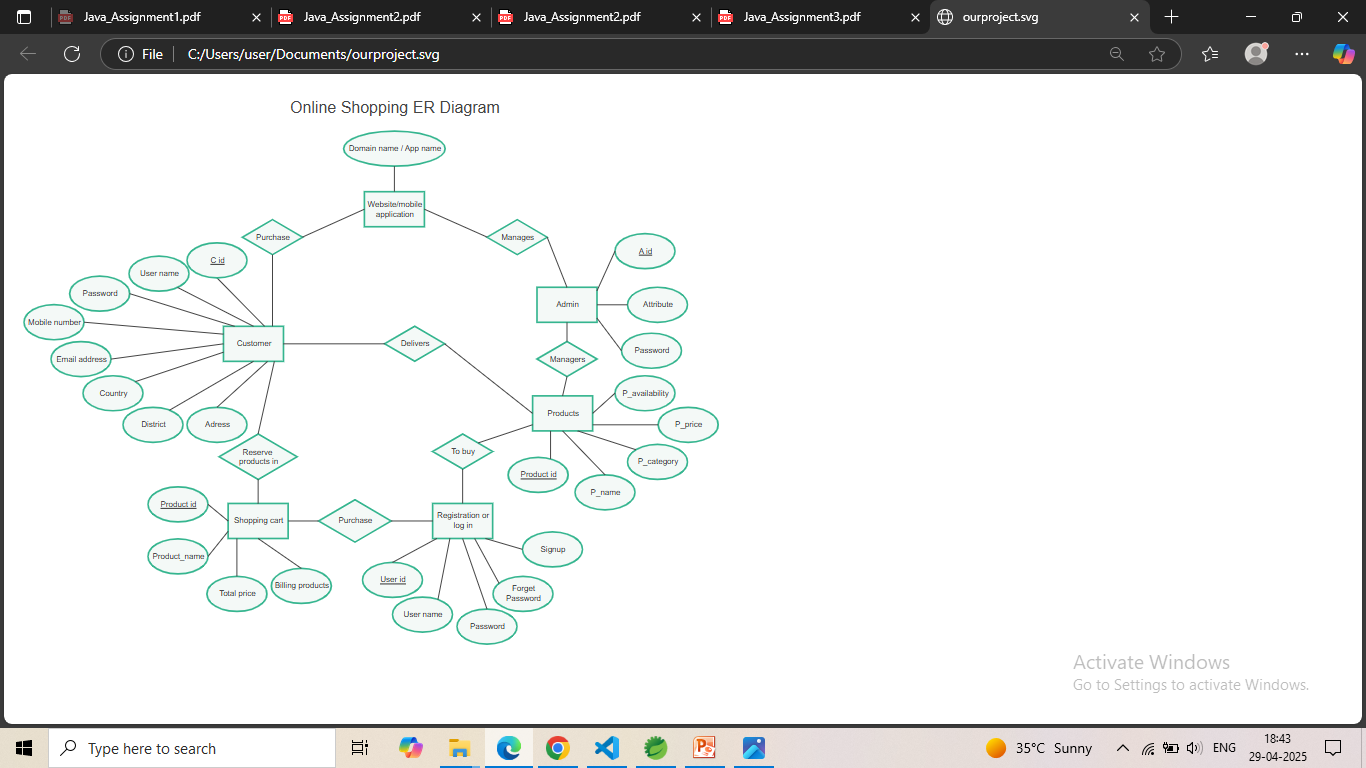 Java_Assignment1.pdf
Java_Assignment2.pdf
Java_Assignment2.pdf
Java_Assignment3.pdf
ourproject.svg
File
C:/Users/user/Documents/ourproject.svg
Online Shopping ER Diagram
Domain name / App name
Website/mobile
application
Purchase
Manages
C id
A id
User name
Password
Mobile number
Email address
Country
District
Adress
Customer
Delivers
Admin
Attribute
Password
Managers
Products
P_availability
P_price
P_category
P_name
Product id
To buy
Reserve
products in
Product id
Shopping cart
Purchase
Registration or
log in
Product_name
Total price
Billing products
User id
User name
Password
Forget
Password
Signup
Activate Windows
Go to Settings to activate Windows.
Type here to search
35°C Sunny
ENG
18:43
29-04-2025